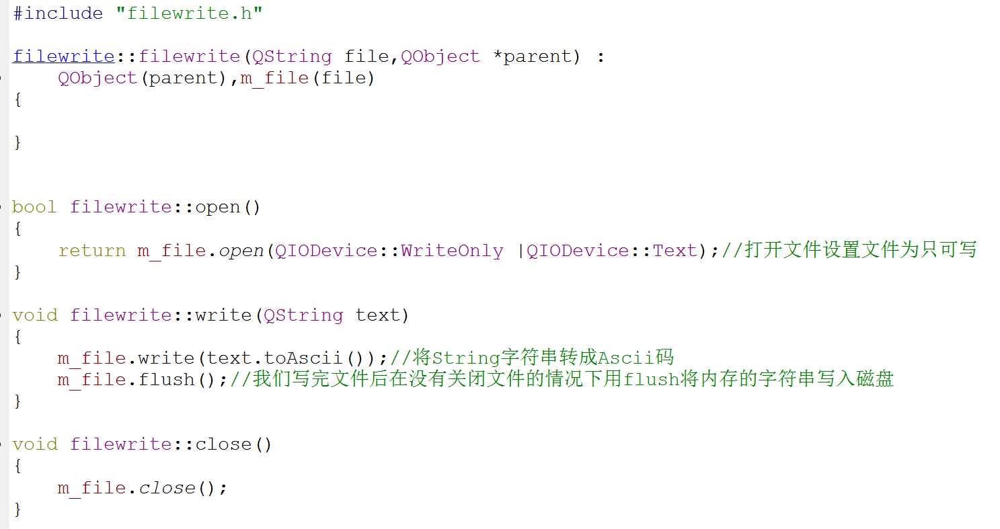 #include "filewrite.h"
filewrite::filewrite(QString file,QObject *parent) :
    QObject(parent),m_file(file)
{
}
bool filewrite::open()
{
    return m_file.open(QIODevice::WriteOnly |QIODevice::Text);//打开文件设置文件为只可写
}
void filewrite::write(QString text)
{
    m_file.write(text.toAscii());//将String字符串转成Ascii码
    m_file.flush();//我们写完文件后在没有关闭文件的情况下用flush将内存的字符串写入磁盘
}
void filewrite::close()
{
    m_file.close();
}